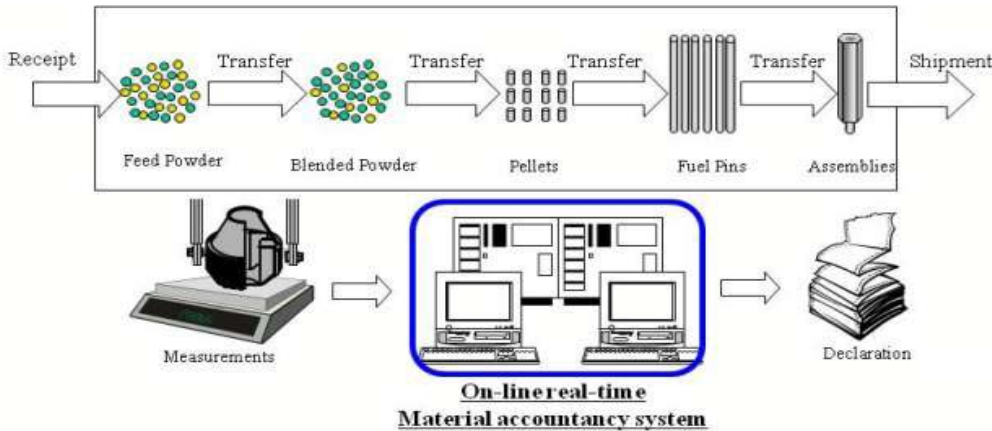 Receipt
Transfer
Transfer
Transfer
Transfer
Shipment
Feed Powder
Blended Powder
Pellets
Fuel Pins
Assemblies
Measurements
Declaration
On-line real-time
Material accountancy system